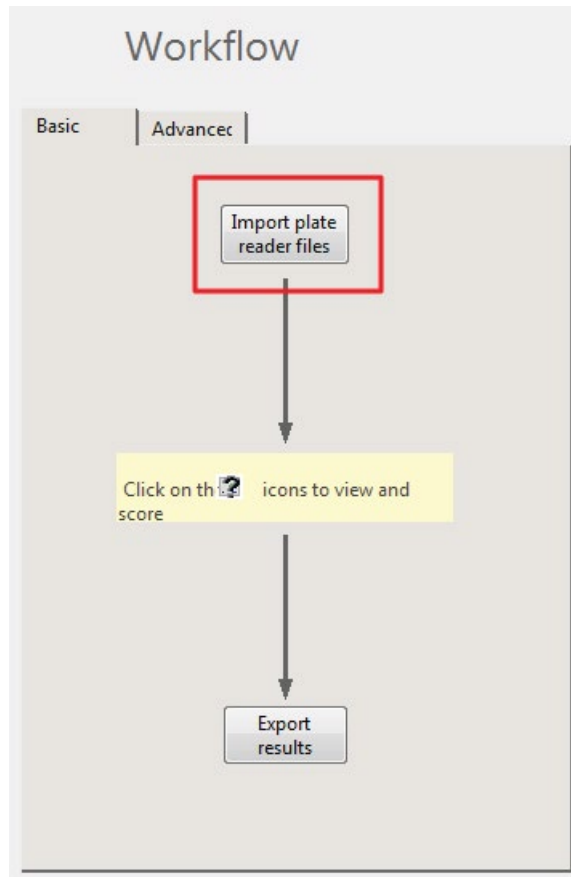 Workflow
Basic
Advancec
Import plate
reader files
Click on th icons to view and
score
Export
results